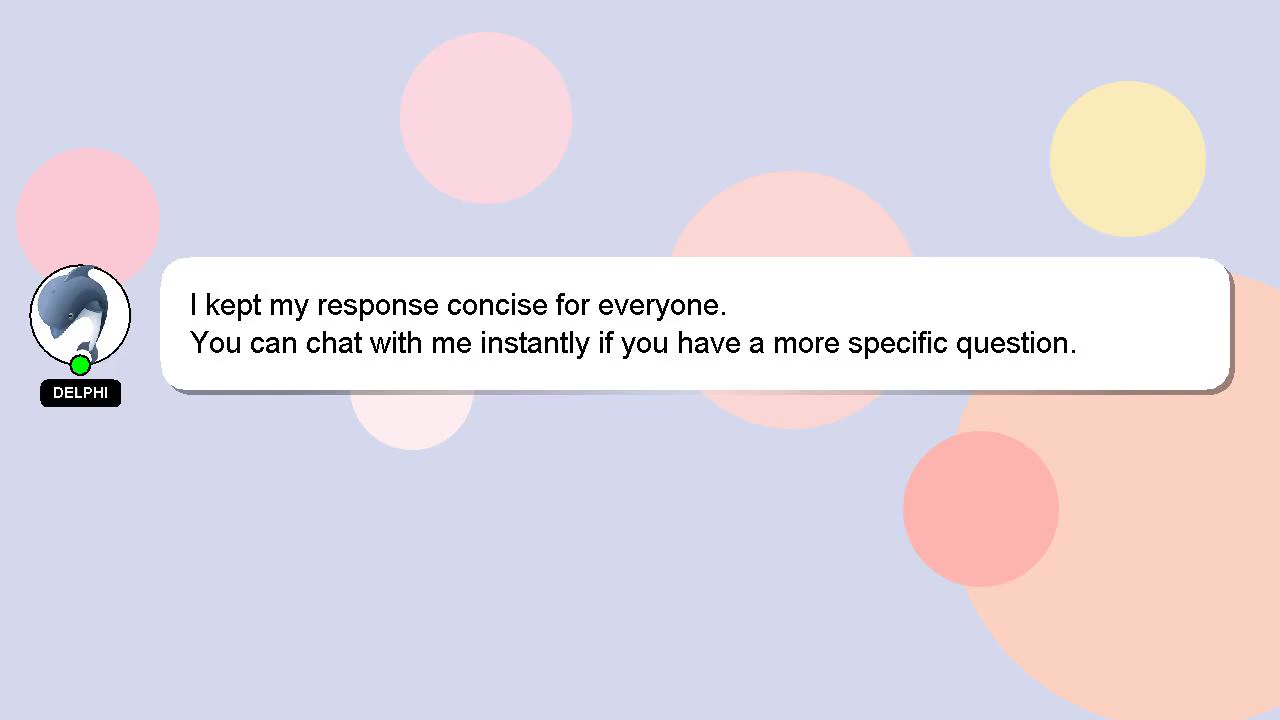 I kept my response concise for everyone.
You can chat with me instantly if you have a more specific question.
DELPHI